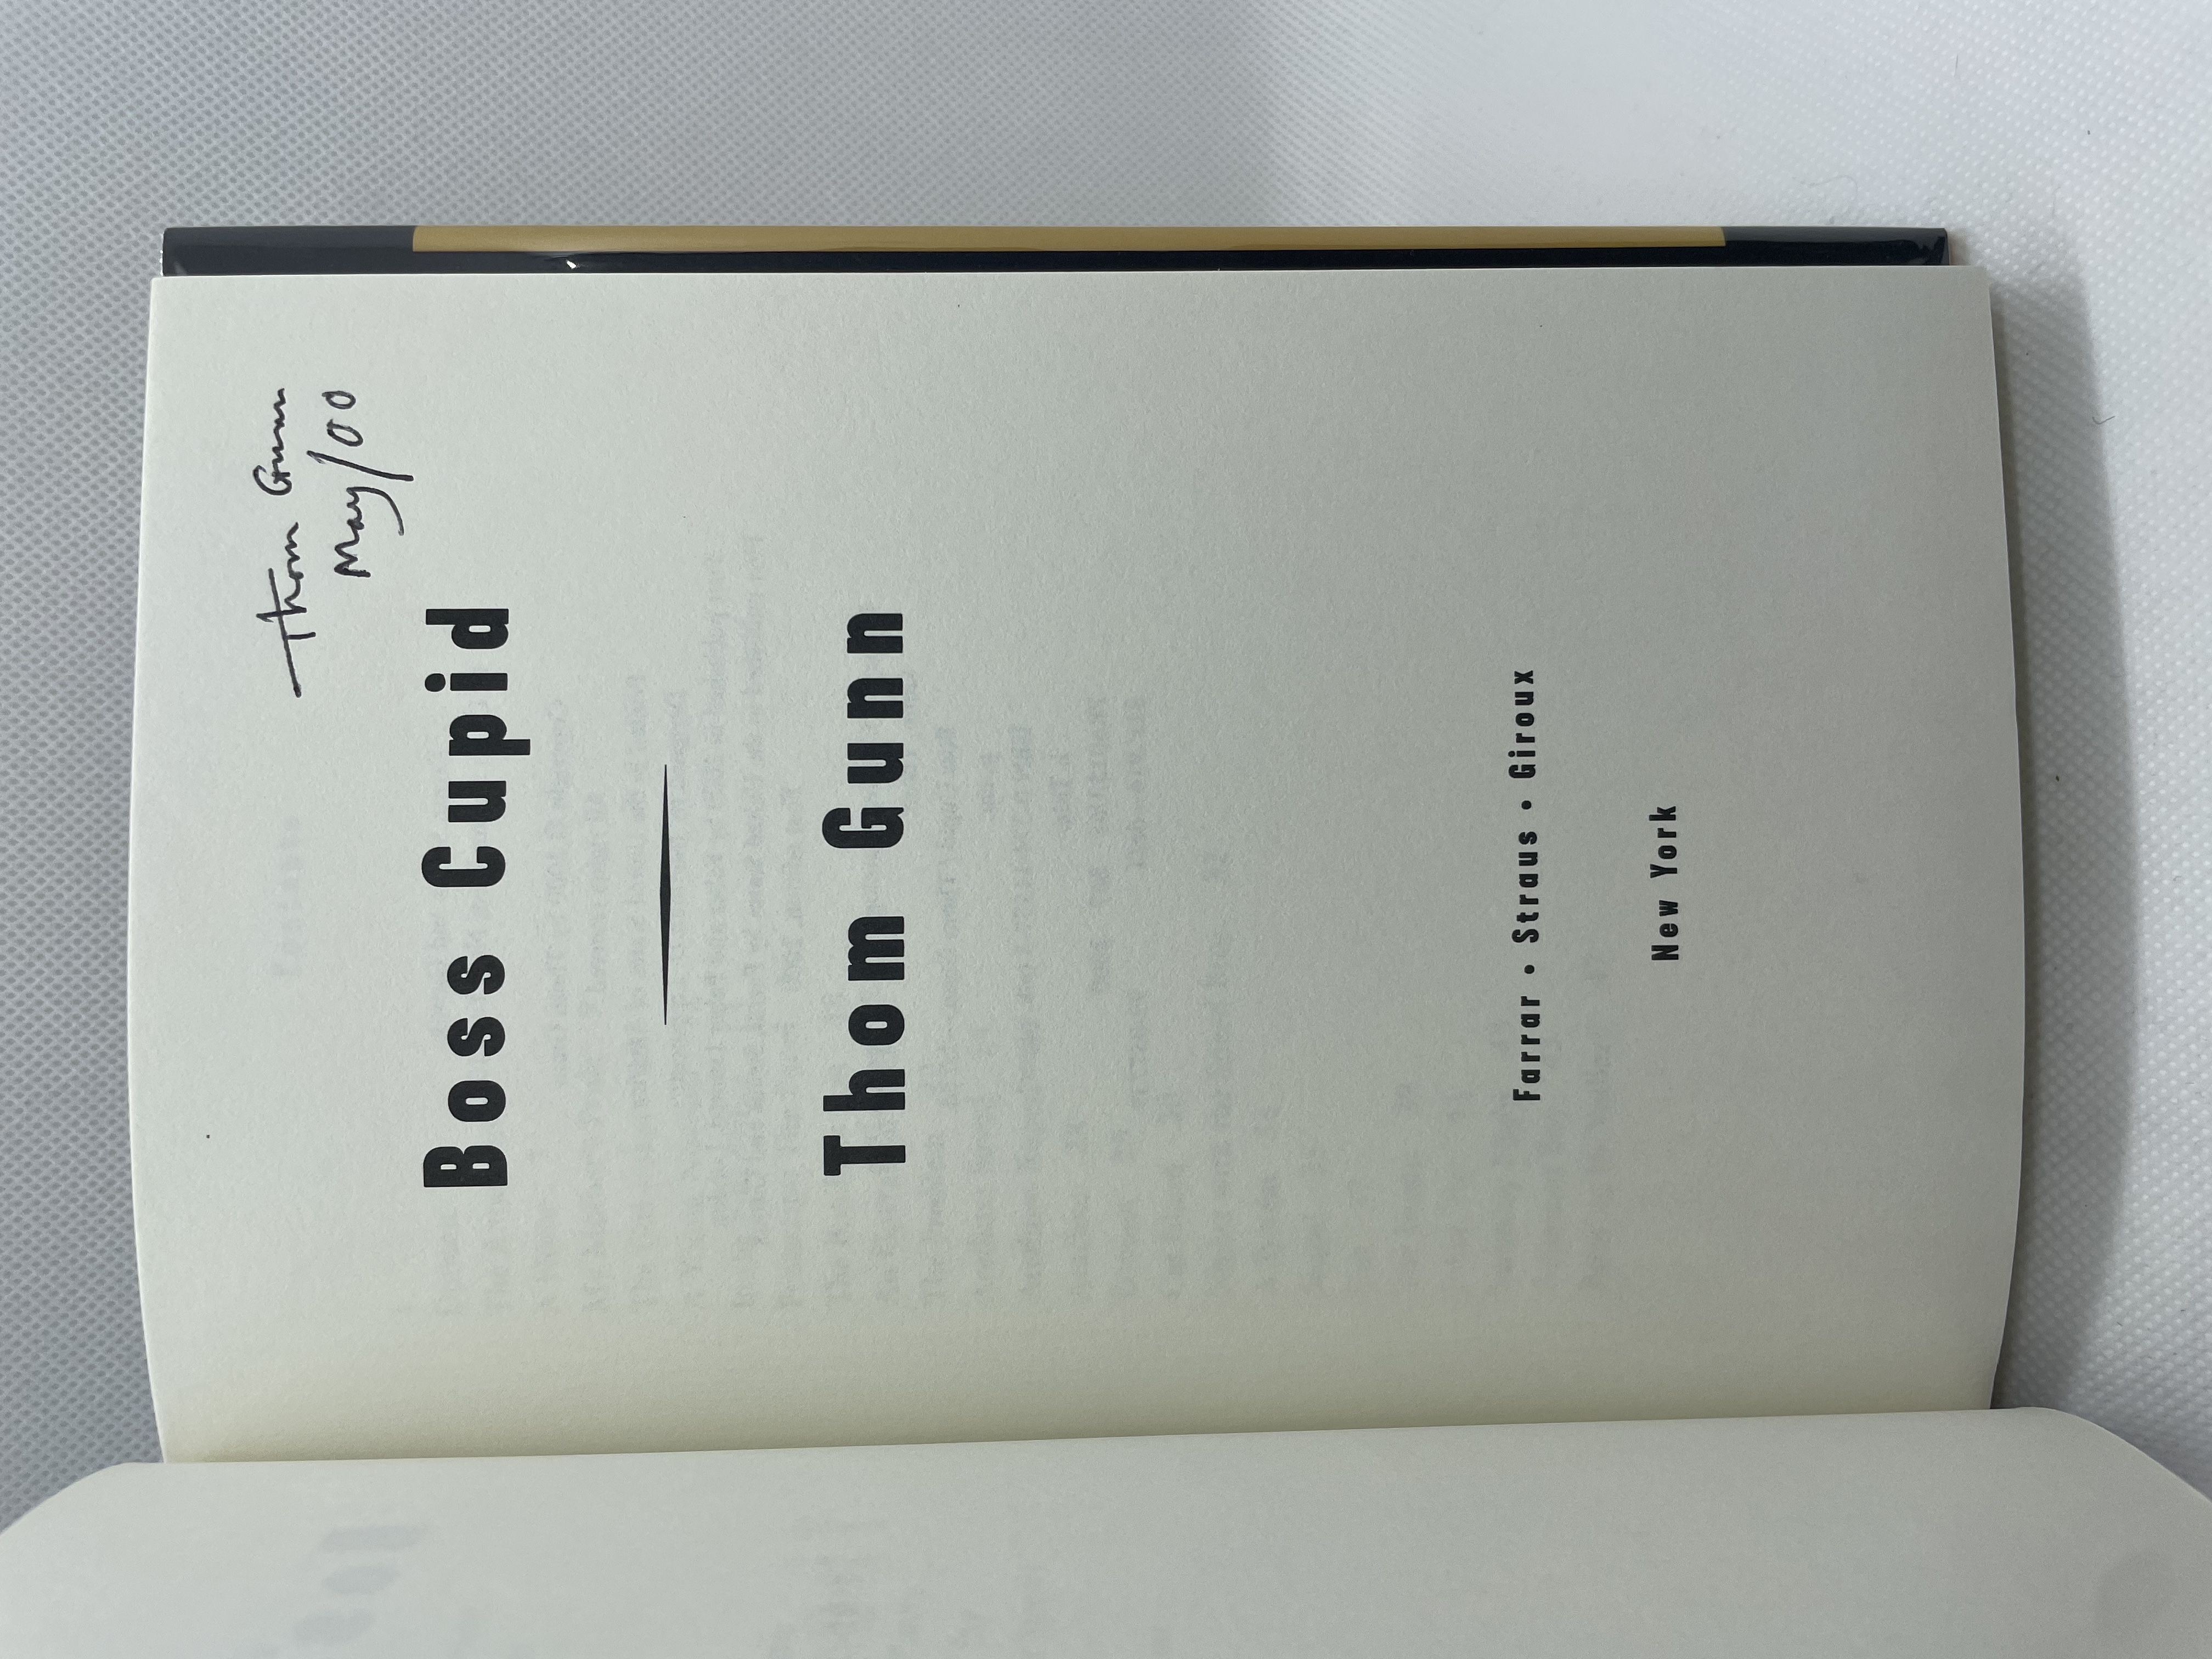 Thom Gunn
May/00
Boss Cupid
Thom Gunn
Farrar • Straus • Giroux
New York